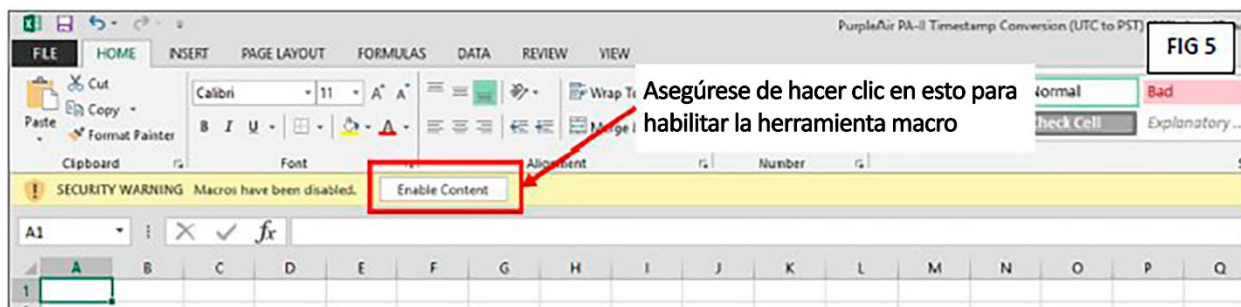 PurpleAir PA-II Timestamp Conversion (UTC to PST)
FIG 5
FILE HOME INSERT PAGE LAYOUT FORMULAS DATA REVIEW VIEW
Cut
Copy
Format Painter
Paste
Clipboard
Calibri 11
B I U
Font
Wrap
Alignment
Number
Asegúrese de hacer clic en esto para
habilitar la herramienta macro
Normal Bad
Check Cell Explanatory ...
SECURITY WARNING Macros have been disabled. Enable Content
A1 fx
A B C D E F G H I J K L M N O P Q
1